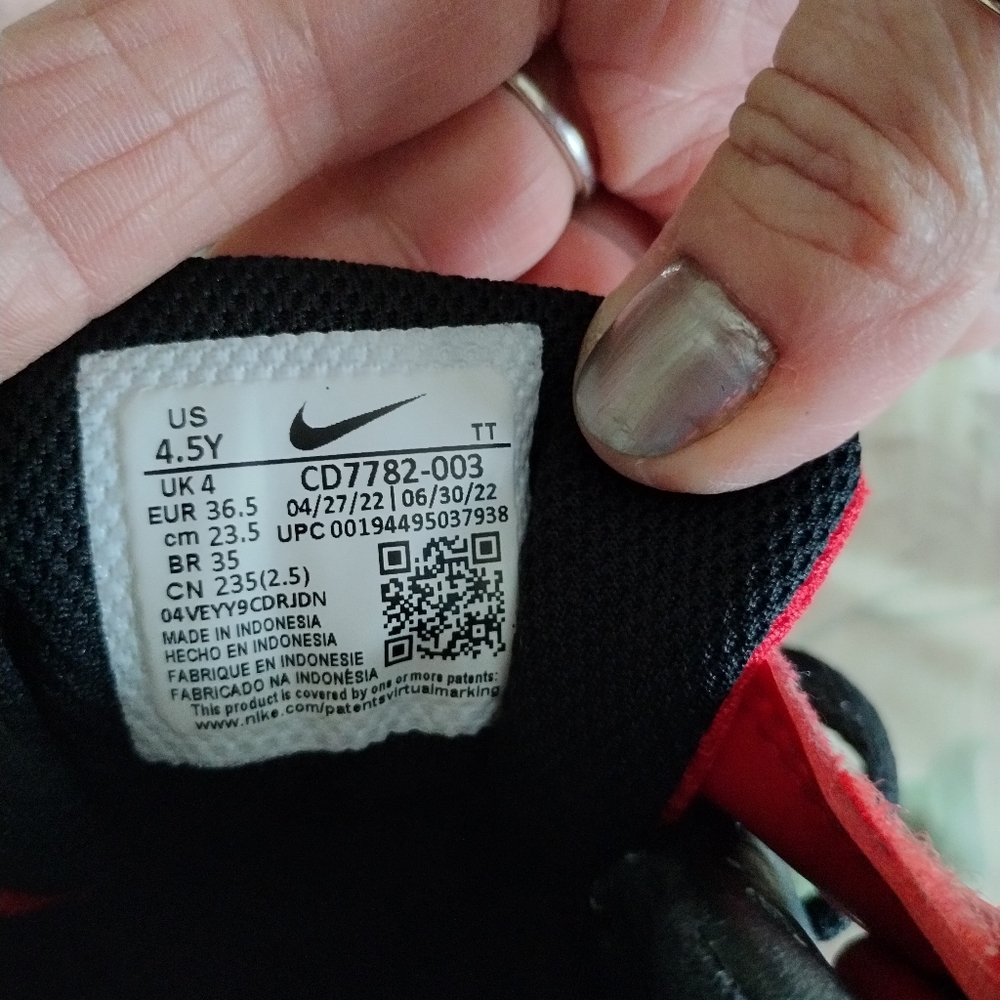 US
4.5Y
TT
UK 4
CD7782-003
EUR 36.5
04/27/22 | 06/30/22
cm 23.5
UPC 00194495037938
BR 35
CN 235(2.5)
04VEYY9CDRJDN
MADE IN INDONESIA
HECHO EN INDONESIA
FABRIQUE EN INDONESIE
FABRICADO NA INDONÈSIA
This product is covered by one or more patents:
www.nike.com/patentsvirtualmarking